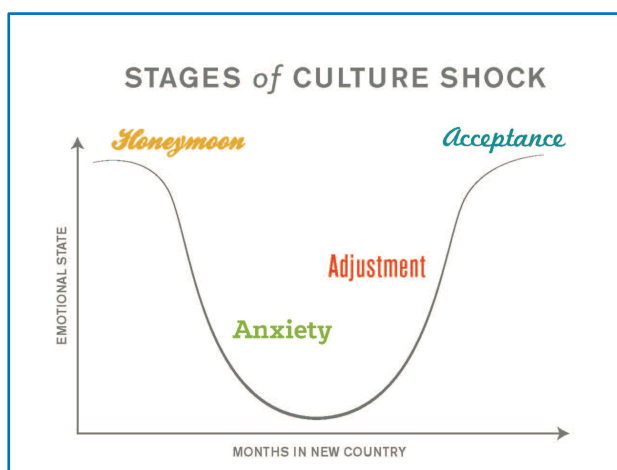 STAGES of CULTURE SHOCK
Honeymoon
Acceptance
Adjustment
Anxiety
EMOTIONAL STATE
MONTHS IN NEW COUNTRY